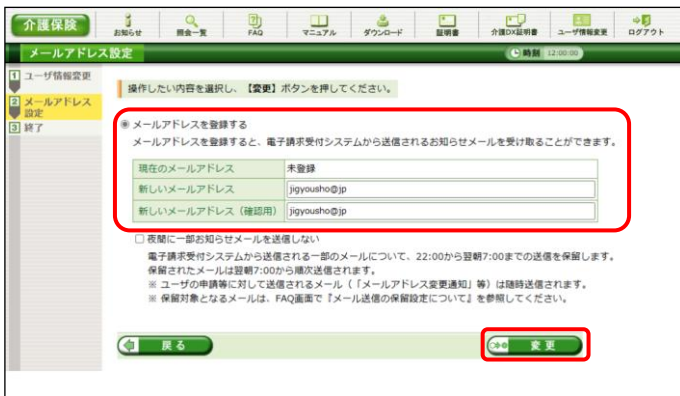 介護保険
お知らせ
照会一覧
FAQ
マニュアル
ダウンロード
証明書
介護DX証明書
ユーザ情報変更
ログアウト
メールアドレス設定
時刻 12:00:00
1 ユーザ情報変更
2 メールアドレス
設定
3 終了
操作したい内容を選択し、【変更】ボタンを押してください。
メールアドレスを登録する
メールアドレスを登録すると、電子請求受付システムから送信されるお知らせメールを受け取ることができます。
現在のメールアドレス 未登録
新しいメールアドレス jigyousho@jp
新しいメールアドレス（確認用） jigyousho@jp
夜間に一部お知らせメールを送信しない
電子請求受付システムから送信される一部のメールについて、22:00から翌朝7:00までの送信を保留します。
保留されたメールは翌朝7:00から順次送信されます。
※ ユーザの申請等に対して送信されるメール（「メールアドレス変更通知」等）は随時送信されます。
※ 保留対象となるメールは、FAQ画面で『メール送信の保留設定について』を参照してください。
戻る
変更